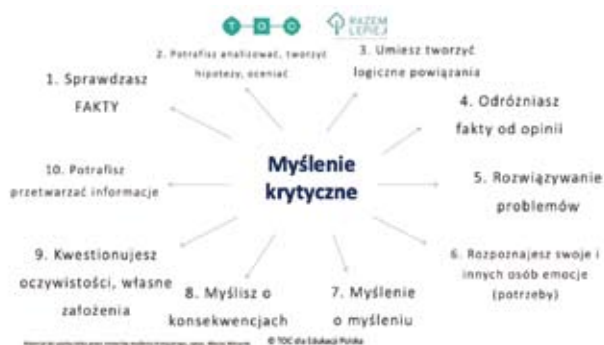 TOC
RAZEM
LEPIEJ
1. Sprawdzasz
FAKTY
2. Potrafisz analizować, tworzyć
hipotezy, oceniać
3. Umiesz tworzyć
logiczne powiązania
4. Odróżniasz
fakty od opinii
5. Rozwiązywanie
problemów
6. Rozpoznajesz swoje i
innych osób emocje
(potrzeby)
7. Myślenie
o myśleniu
8. Myślisz o
konsekwencjach
9. Kwestionujesz
oczywistości, własne
założenia
10. Potrafisz
przetwarzać informacje
Myślenie
krytyczne
© TOC dla Edukacji Polska